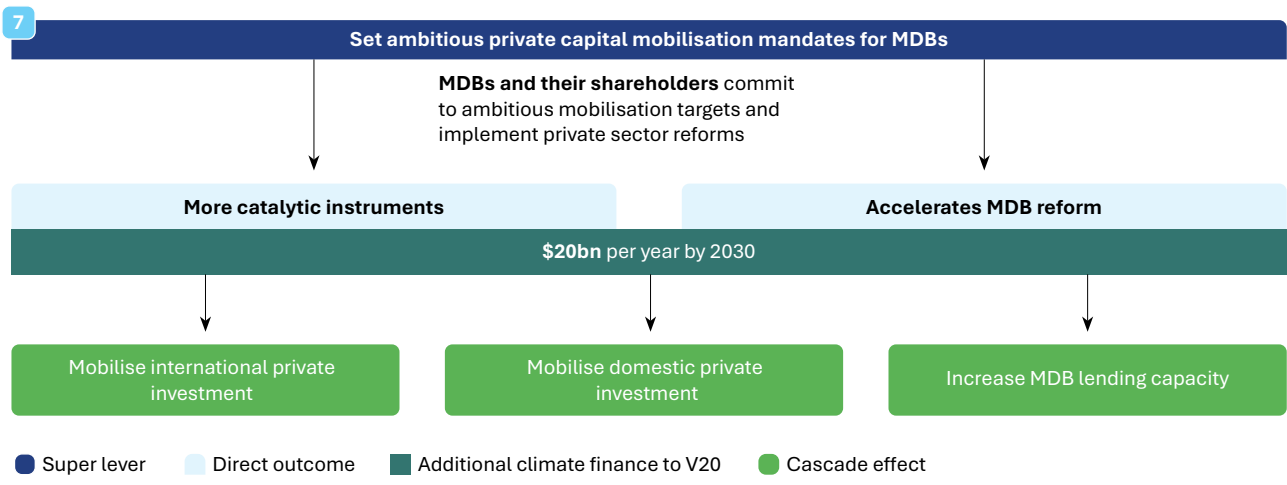 7
Set ambitious private capital mobilisation mandates for MDBs
MDBs and their shareholders commit
to ambitious mobilisation targets and
implement private sector reforms
More catalytic instruments
Accelerates MDB reform
$20bn per year by 2030
Mobilise international private
investment
Mobilise domestic private
investment
Increase MDB lending capacity
Super lever
Direct outcome
Additional climate finance to V20
Cascade effect